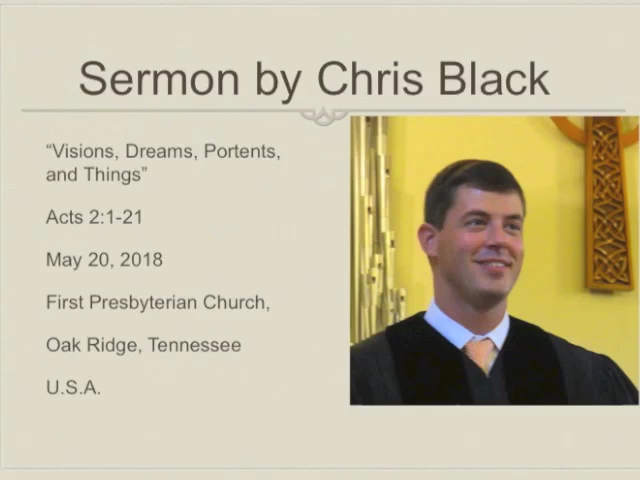 Sermon by Chris Black
“Visions, Dreams, Portents,
and Things”
Acts 2:1-21
May 20, 2018
First Presbyterian Church,
Oak Ridge, Tennessee
U.S.A.